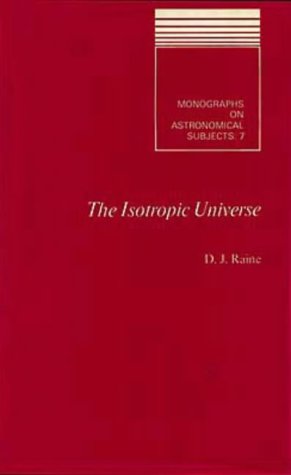 MONOGRAPHS
ON
ASTRONOMICAL
SUBJECTS: 7
The Isotropic Universe
D. J. Raine